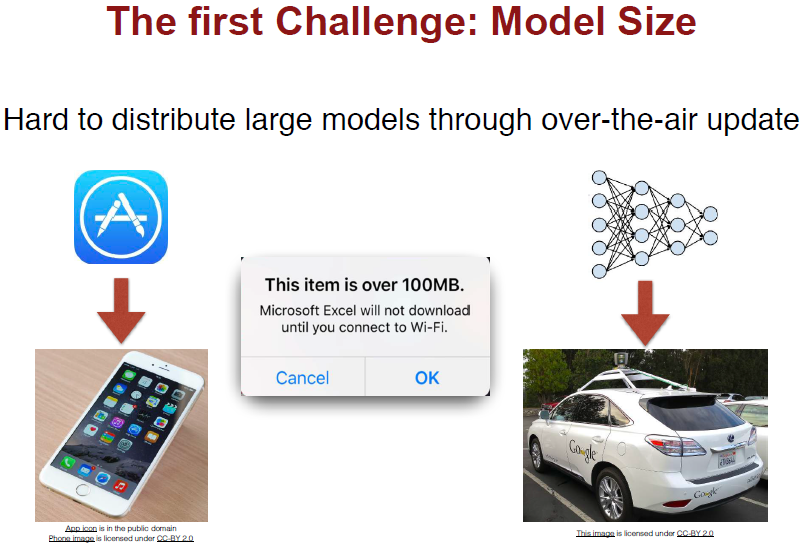 The first Challenge: Model Size
Hard to distribute large models through over-the-air update
This item is over 100MB.
Microsoft Excel will not download
until you connect to Wi-Fi.
Cancel
OK
Google
Google
App icon is in the public domain
Phone image is licensed under CC-BY 2.0
This image is licensed under CC-BY 2.0